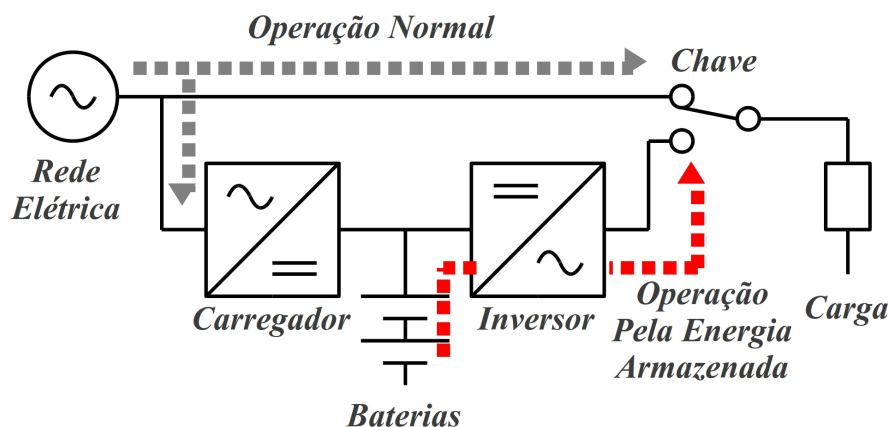 Operação Normal
Chave
Rede
Elétrica
Carregador
Inversor
Operação
Pela Energia
Armazenada
Carga
Baterias